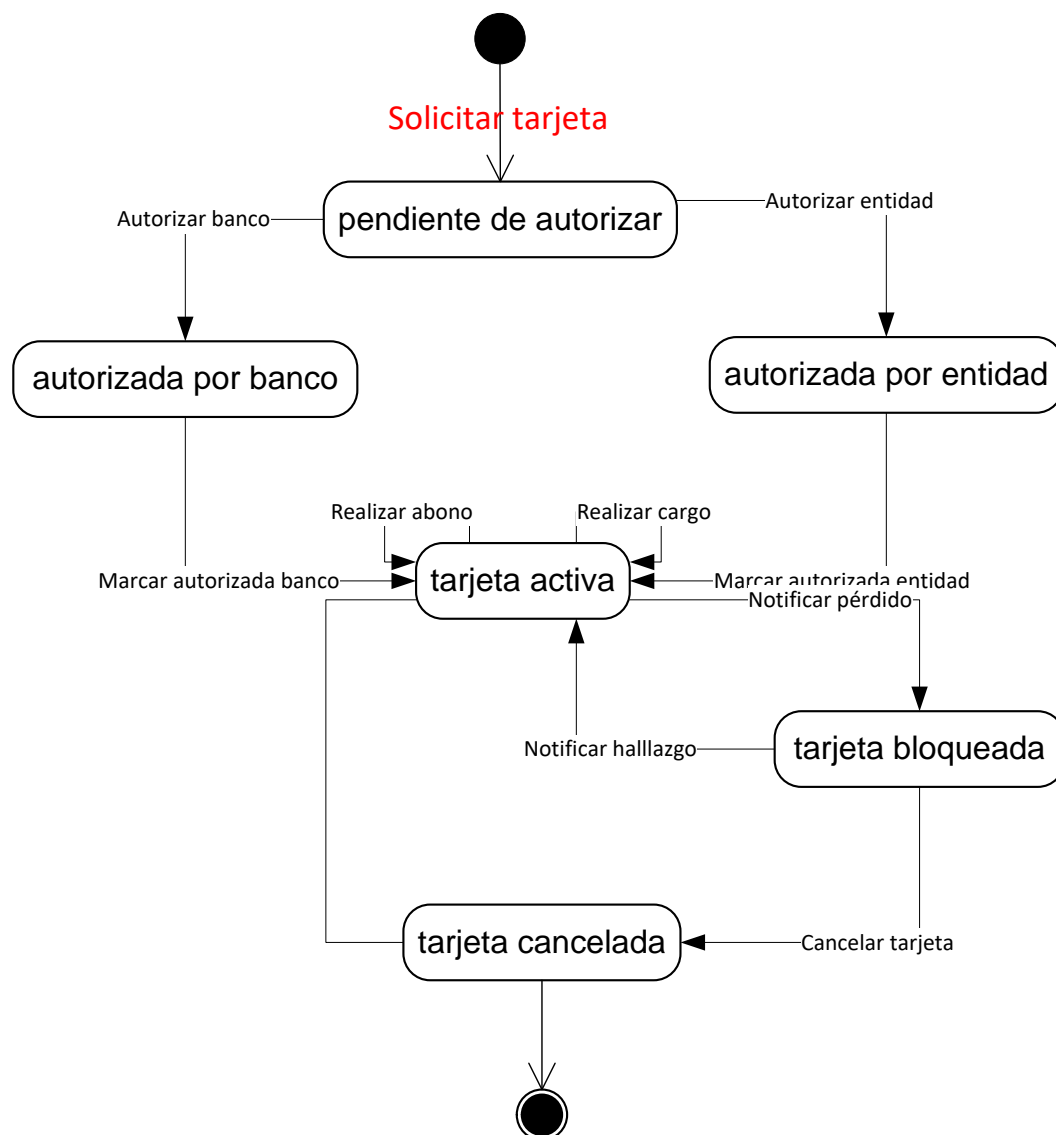 Solicitar tarjeta
pendiente de autorizar
Autorizar banco
Autorizar entidad
autorizada por banco
autorizada por entidad
Realizar abono
Realizar cargo
tarjeta activa
Marcar autorizada banco
Marcar autorizada entidad
Notificar pérdido
tarjeta bloqueada
Notificar halllazgo
tarjeta cancelada
Cancelar tarjeta